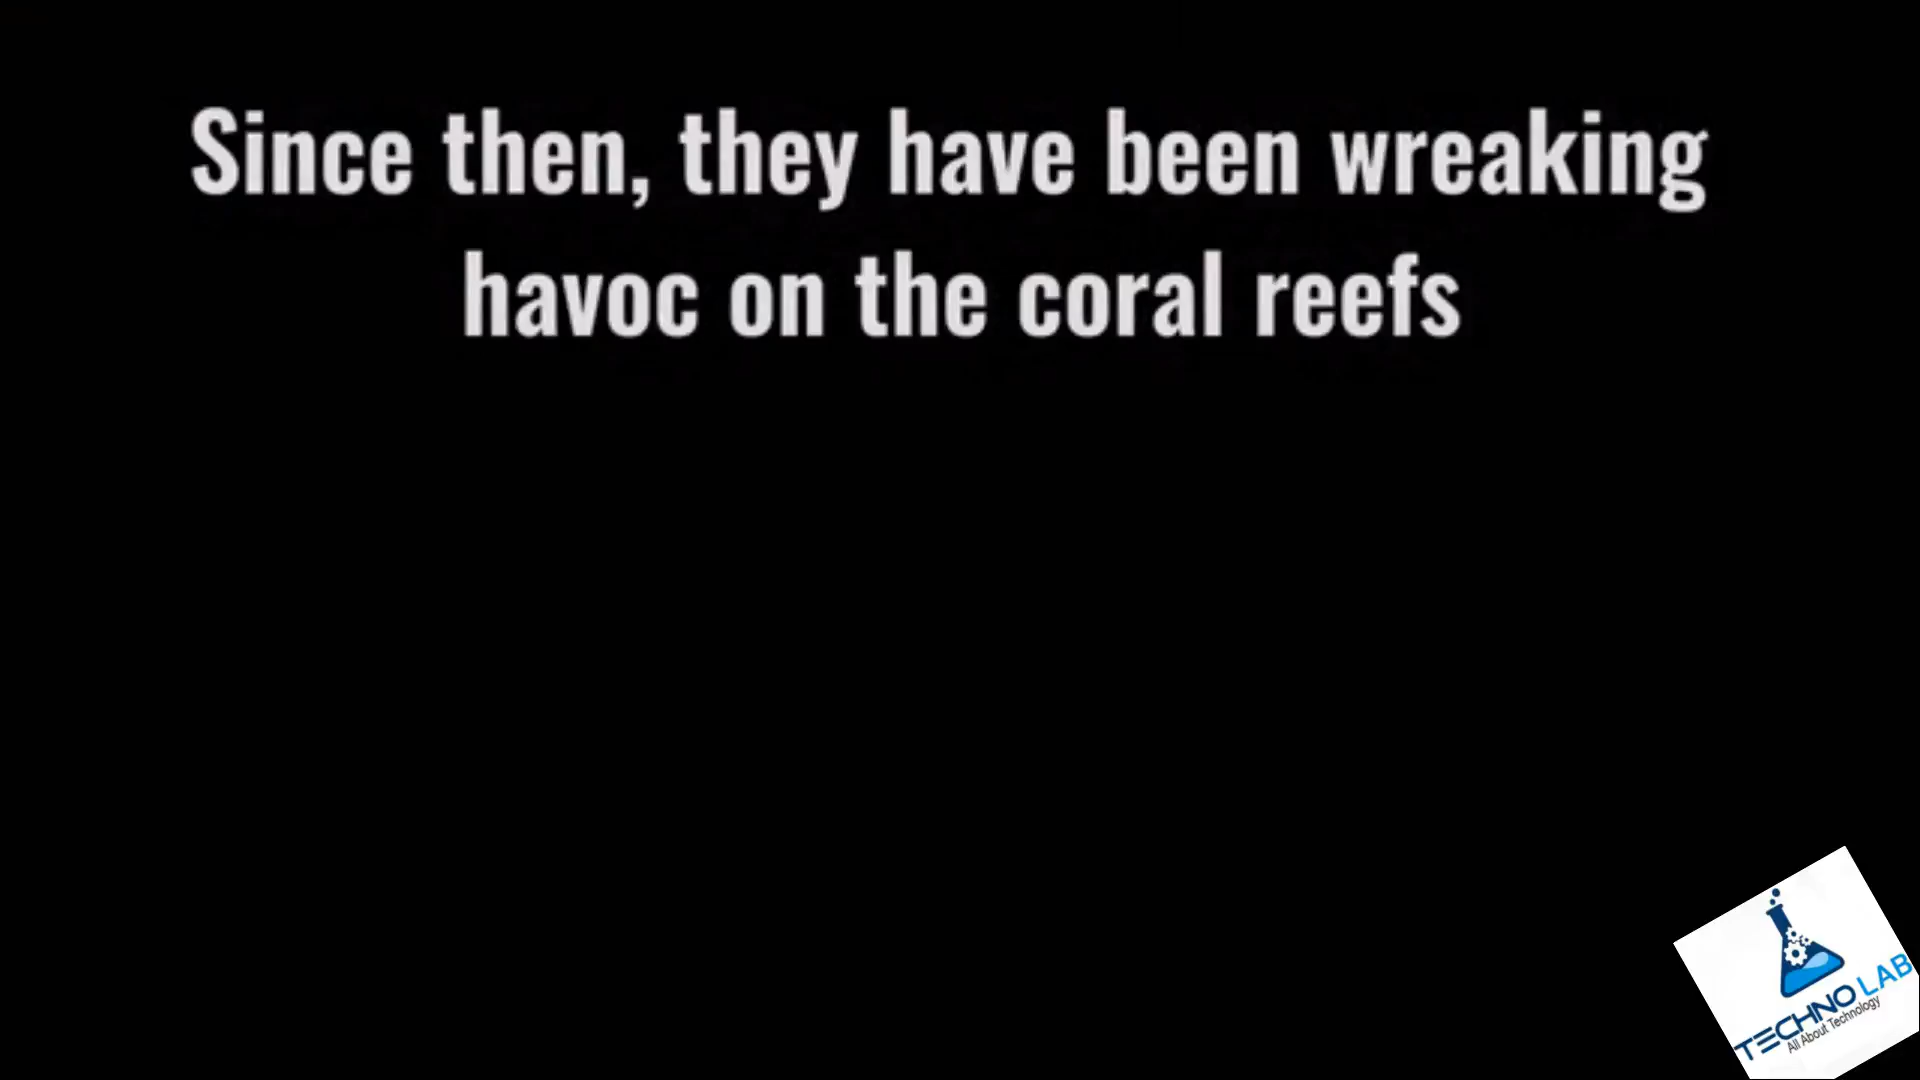 Since then, they have been wreaking
havoc on the coral reefs
TECHNO LAB
All About Technology